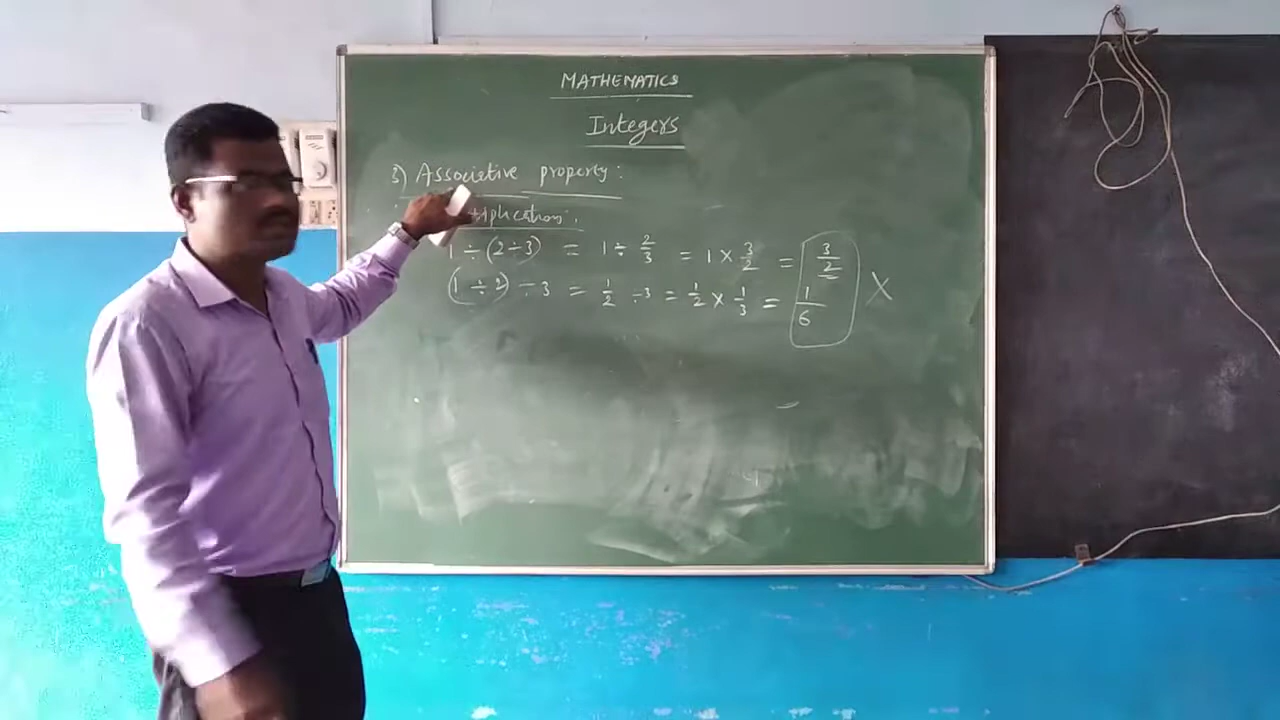 MATHEMATICS
Integers
3) Associative property:
1 ÷ (2 ÷ 3) = 1 ÷ 2/3 = 1 × 3/2 = 3/2
(1 ÷ 2) ÷ 3 = 1/2 ÷ 3 = 1/2 × 1/3 = 1/6 X